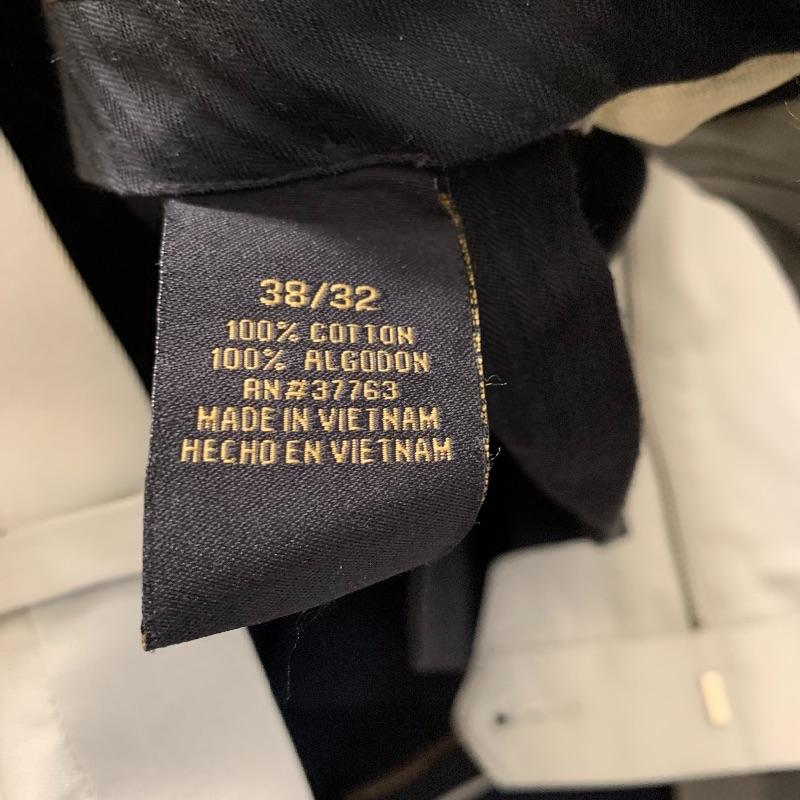 38/32
100% COTTON
100% ALGODON
RN#37763
MADE IN VIETNAM
HECHO EN VIETNAM